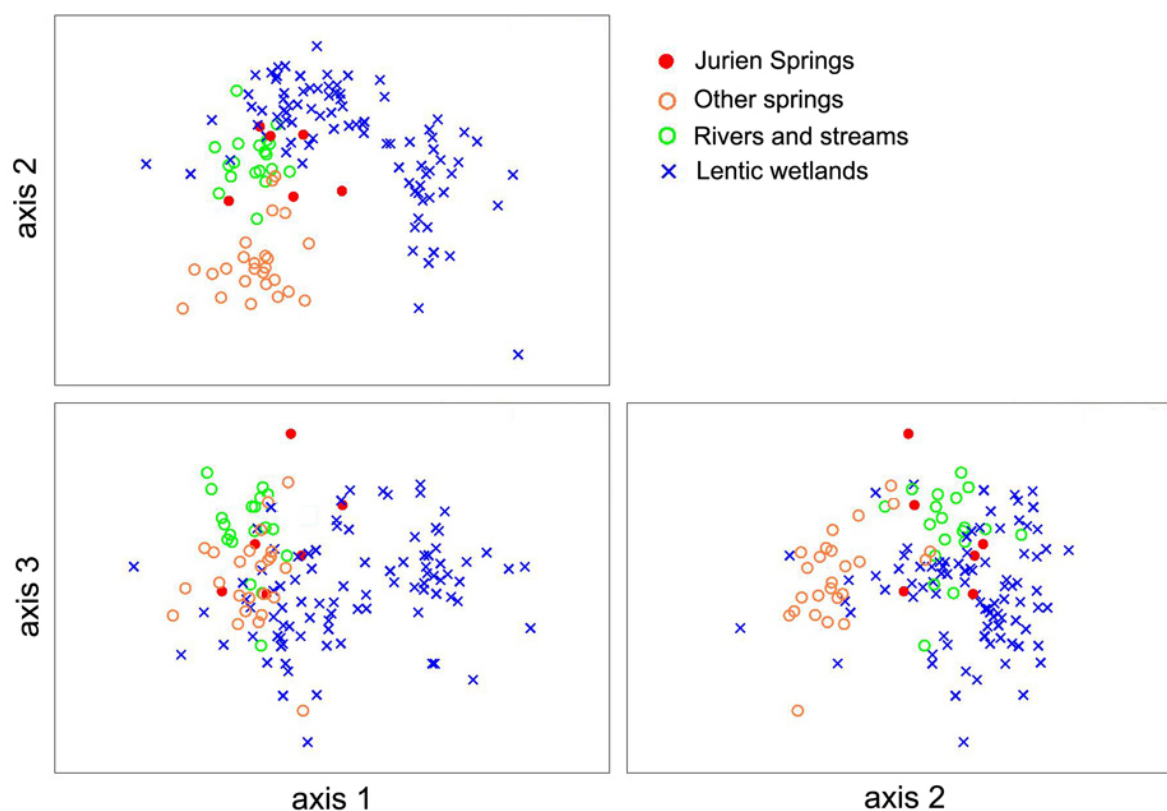 Jurien Springs
Other springs
Rivers and streams
Lentic wetlands
axis 2
axis 3
axis 1
axis 2